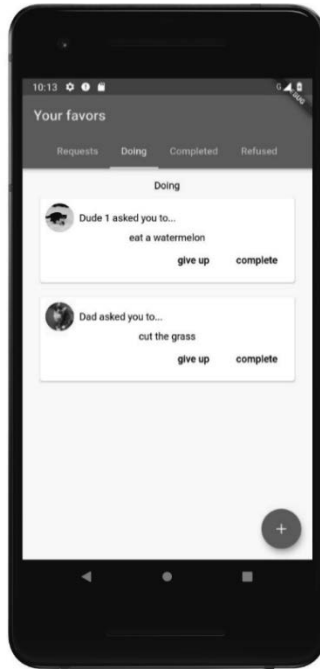 10:13 G
DEBUG
Your favors
Requests Doing Completed Refused
Doing
Dude 1 asked you to...
eat a watermelon
give up complete
Dad asked you to...
cut the grass
give up complete
+